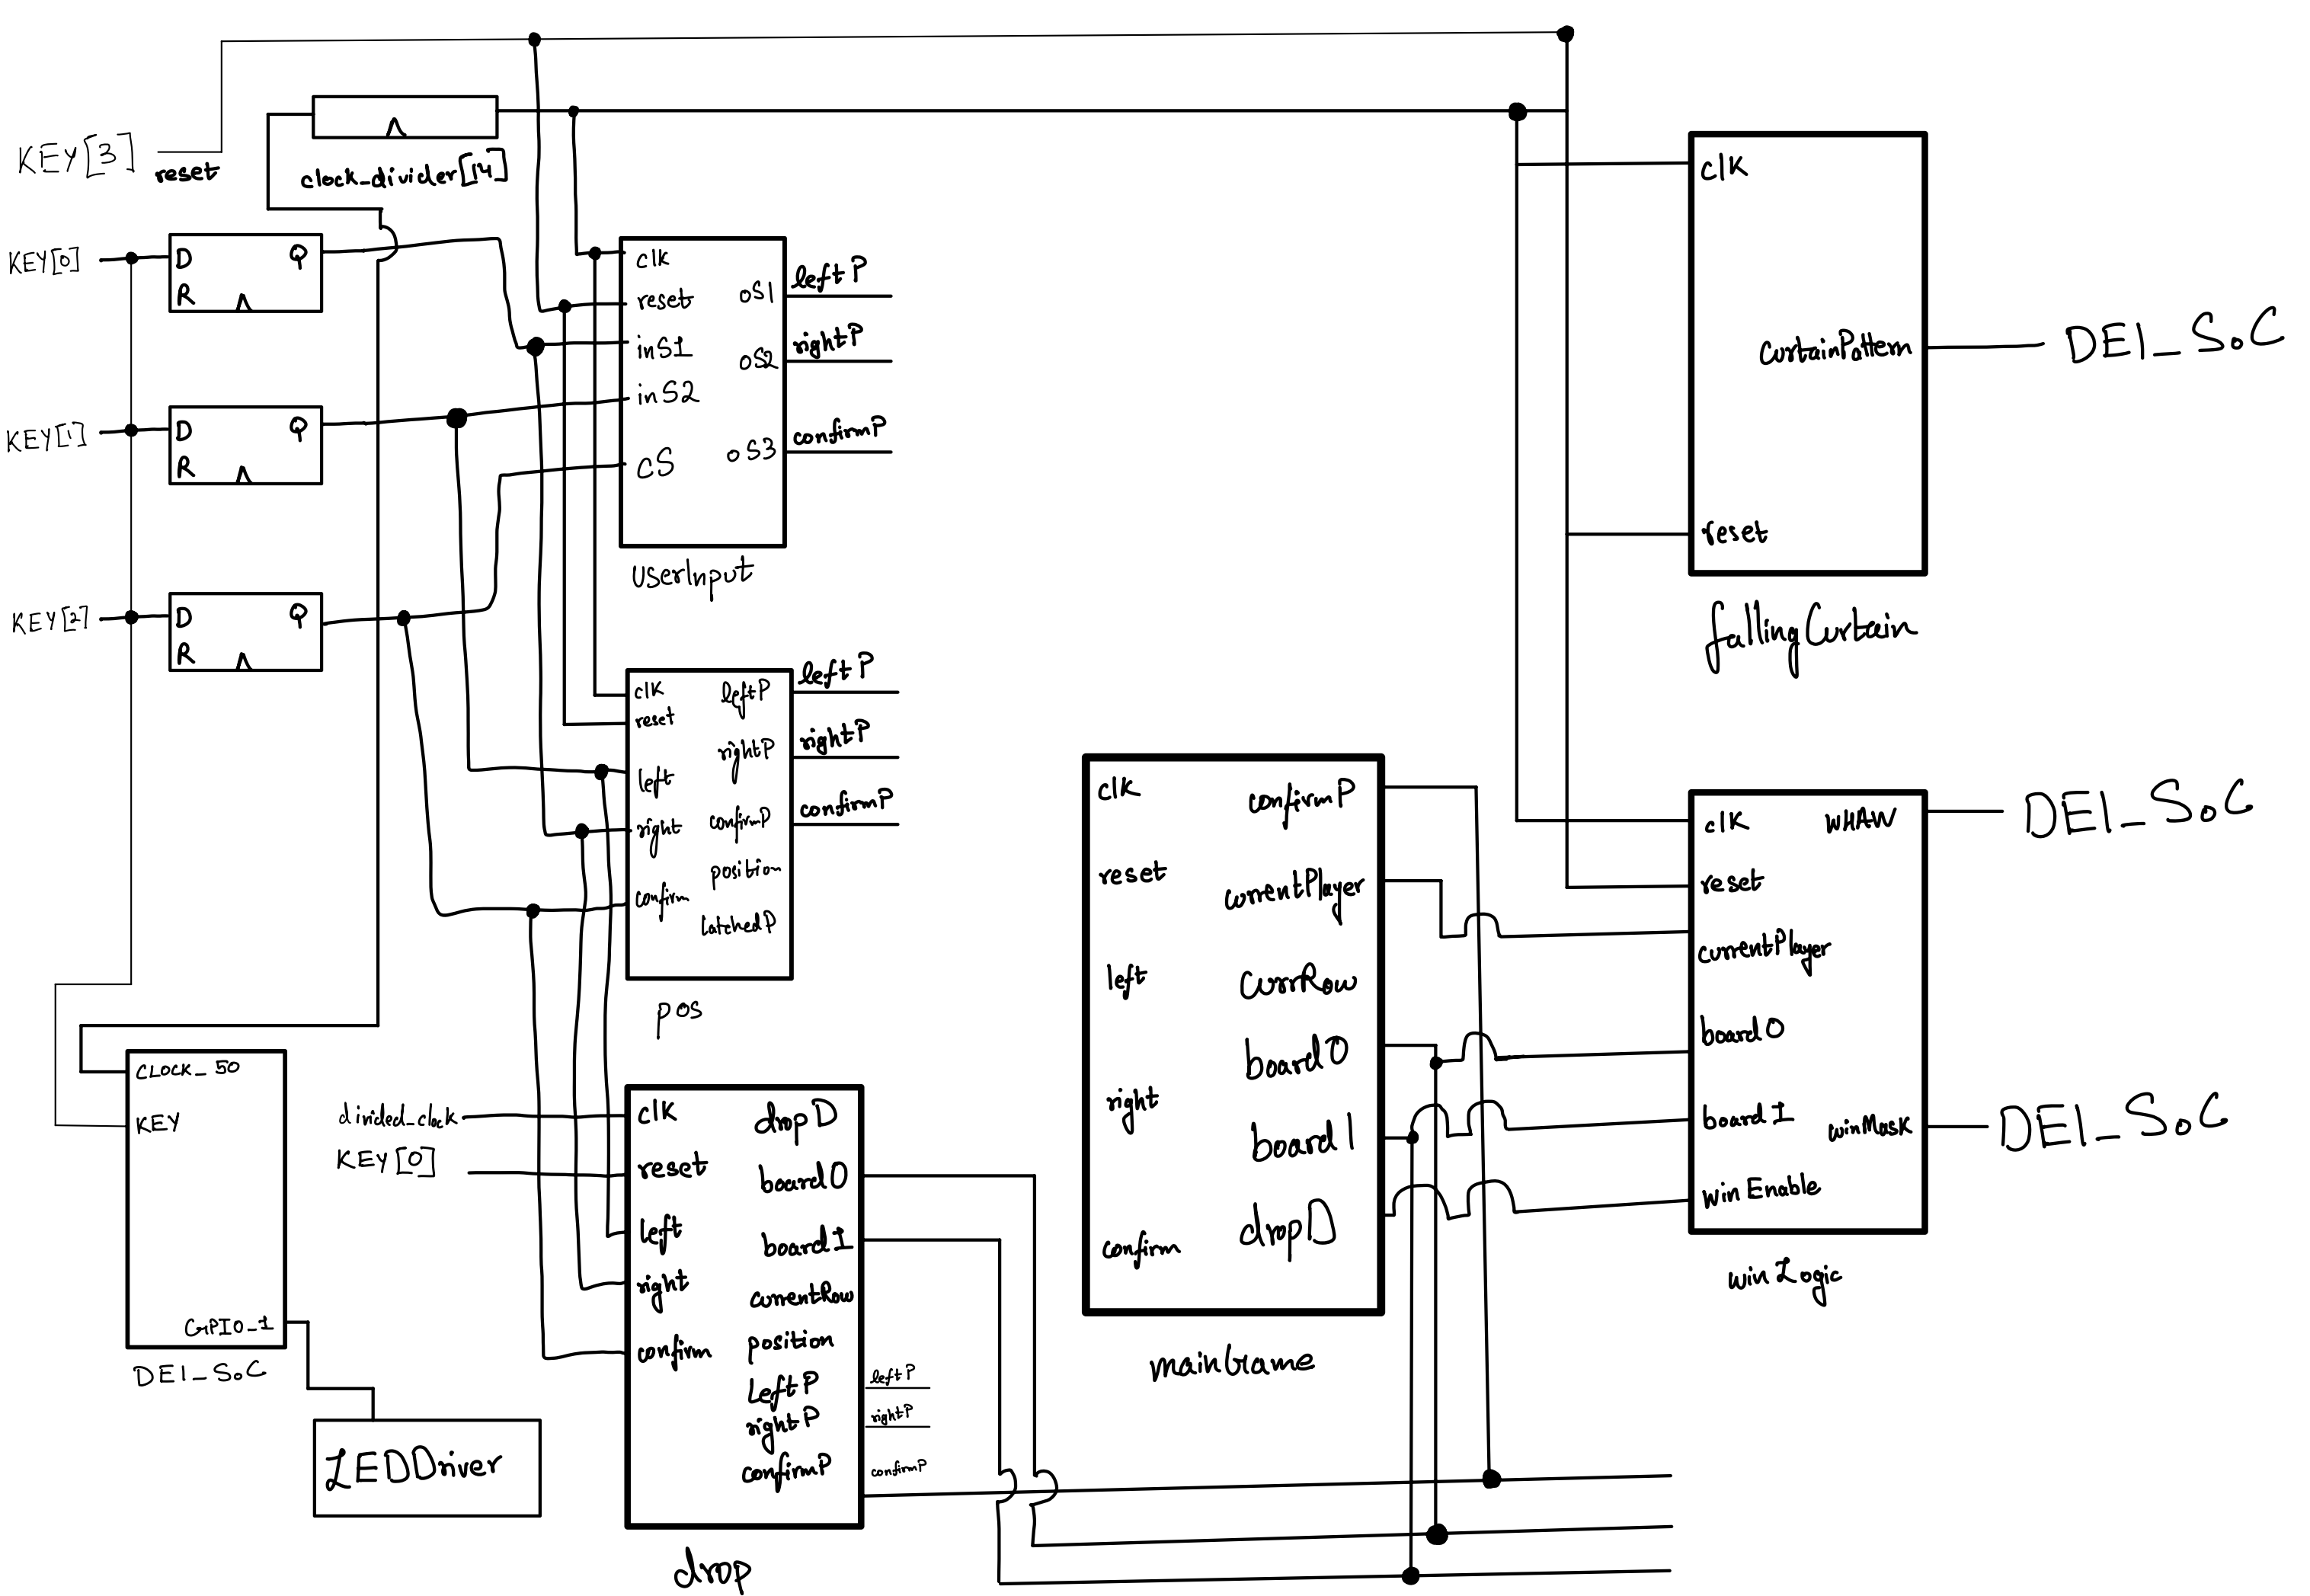 KEY[3]
reset
clock_divider[14]
KEY[0]
D
Q
R
KEY[1]
D
Q
R
KEY[2]
D
Q
R
clk
reset
inS1
inS2
cS
oS1
oS2
oS3
leftP
rightP
confirmP
UserInput
clk
reset
left
right
confirm
leftP
rightP
confirmP
position
latchedP
leftP
rightP
confirmP
pos
CLOCK_50
KEY
GPIO_1
DE1_SoC
LEDDriver
divided_clock
KEY[0]
clk
reset
left
right
confirm
dropD
board0
board1
currentRow
position
LeftP
rightP
confirmP
leftP
rightP
confirmP
drop
clk
reset
left
right
confirm
confirmP
currentPlayer
CurrRow
board0
board1
dropD
mainGame
clk
curtainPattern
reset
DE1_SoC
fallingCurtain
clk
reset
currentPlayer
board0
board1
winEnable
WHAW
winMask
DE1_SoC
DE1_SoC
winLogic